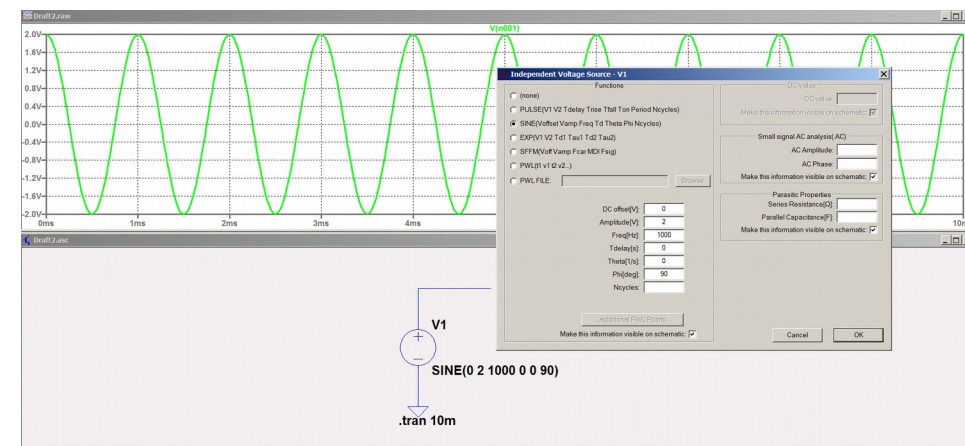 Draft2.raw
V(n001)
2.0V
1.6V
1.2V
0.8V
0.4V
0.0V
-0.4V
-0.8V
-1.2V
-1.6V
-2.0V
0ms 1ms 2ms 3ms 4ms
Independent Voltage Source - V1
Functions
(none)
PULSE(V1 V2 Tdelay Trise Tfall Ton Period Ncycles)
SINE(Voffset Vamp Freq Td Theta Phi Ncycles)
EXP(V1 V2 Td1 Tau1 Td2 Tau2)
SFFM(Voff Vamp Fcar MDI Fsig)
PWL(t1 v1 t2 v2..)
PWL FILE: Browse
DC offset[V]: 0
Amplitude[V]: 2
Freq[Hz]: 1000
Tdelay[s]: 0
Theta[1/s]: 0
Phi[deg]: 90
Ncycles:
Additional PWL Points
Make this information visible on schematic:
DC Value
DC value:
Make this information visible on schematic:
Small signal AC analysis(.AC)
AC Amplitude:
AC Phase:
Make this information visible on schematic:
Parasitic Properties
Series Resistance[Ω]:
Parallel Capacitance[F]:
Make this information visible on schematic:
Cancel OK
Draft2.asc
V1
SINE(0 2 1000 0 0 90)
.tran 10m